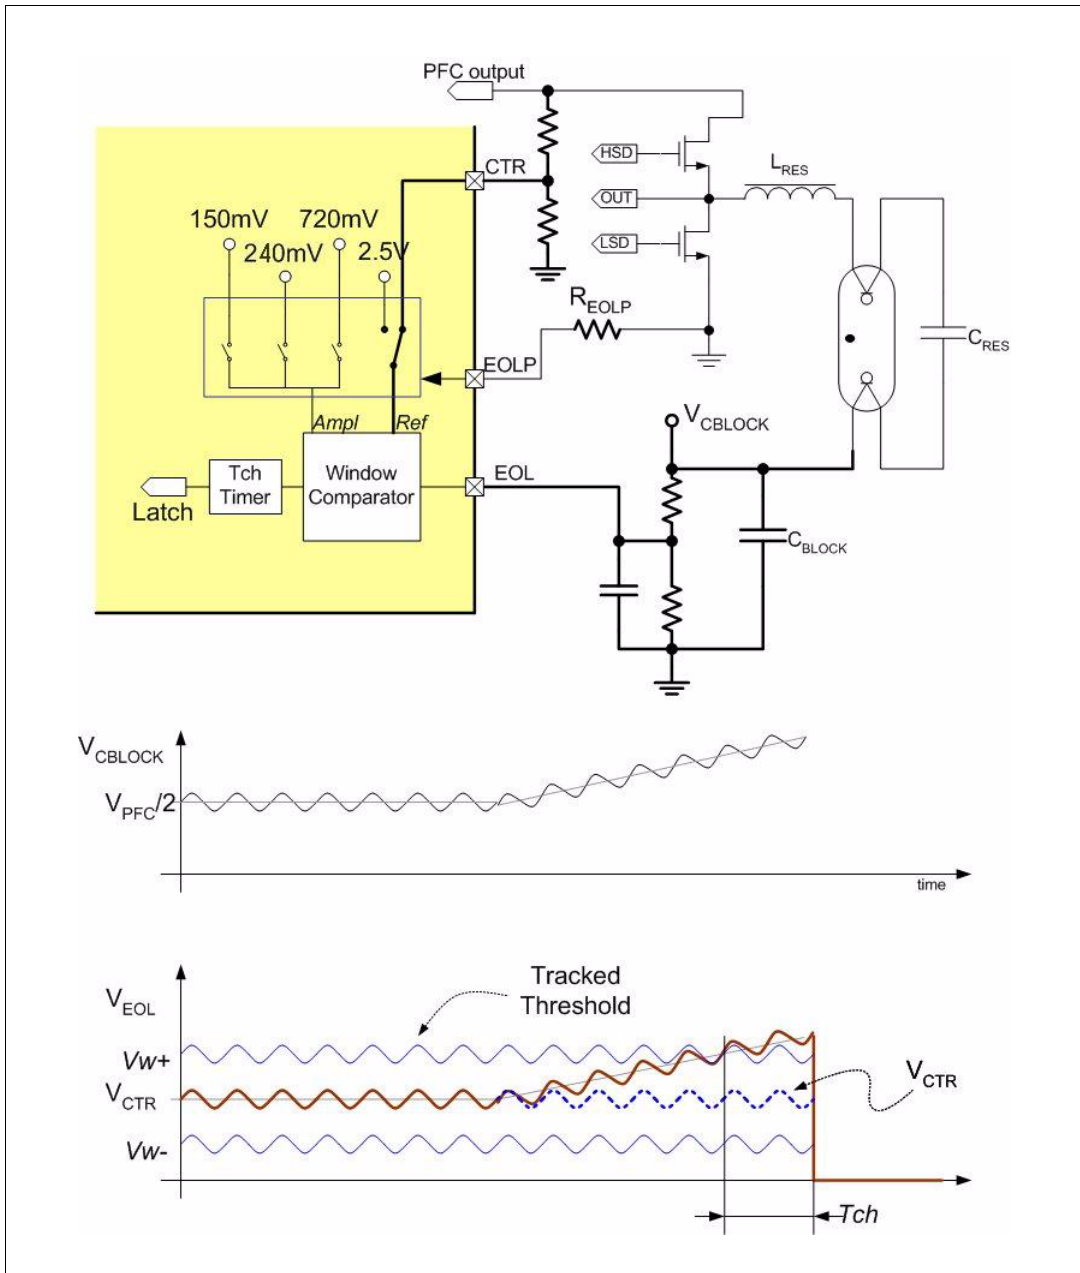 PFC output
HSD
LRES
CTR
OUT
150mV 720mV
240mV 2.5V
LSD
REOLP
CRES
EOLP
Ampl Ref
VCBLOCK
Tch
Timer
Window
Comparator
EOL
Latch
CBLOCK
VCBLOCK
VPFC/2
time
Tracked
Threshold
VEOL
Vw+
VCTR
VCTR
Vw-
Tch